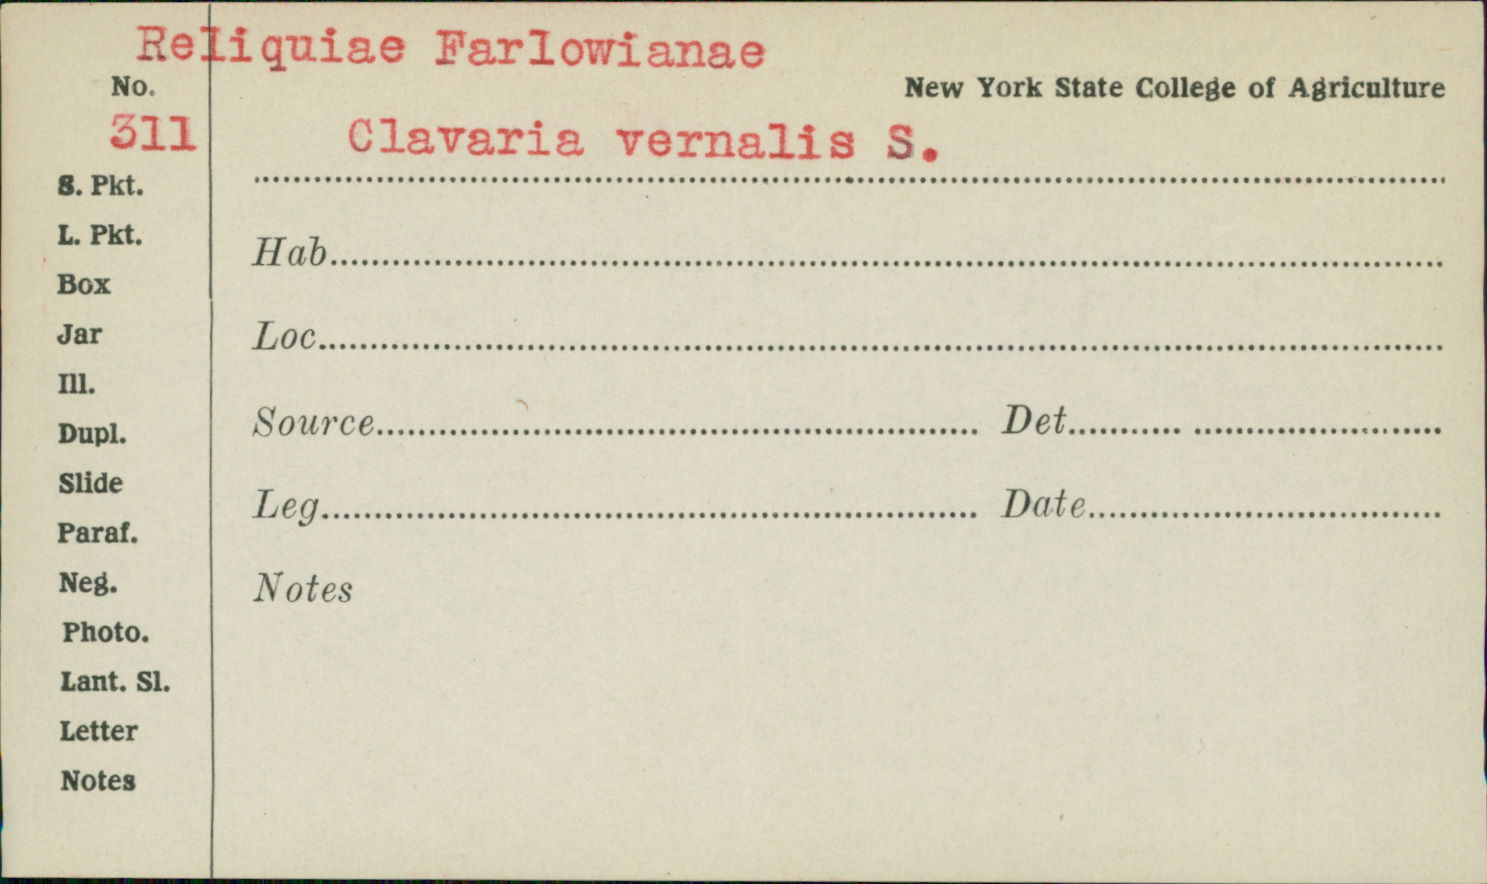 Reliquiae Farlowianae
No.
New York State College of Agriculture
311
Clavaria vernalis S.
S. Pkt.
L. Pkt.
Hab
Box
Jar
Loc
Ill.
Dupl.
Source Det.
Slide
Leg Date
Paraf.
Neg.
Notes
Photo.
Lant. Sl.
Letter
Notes